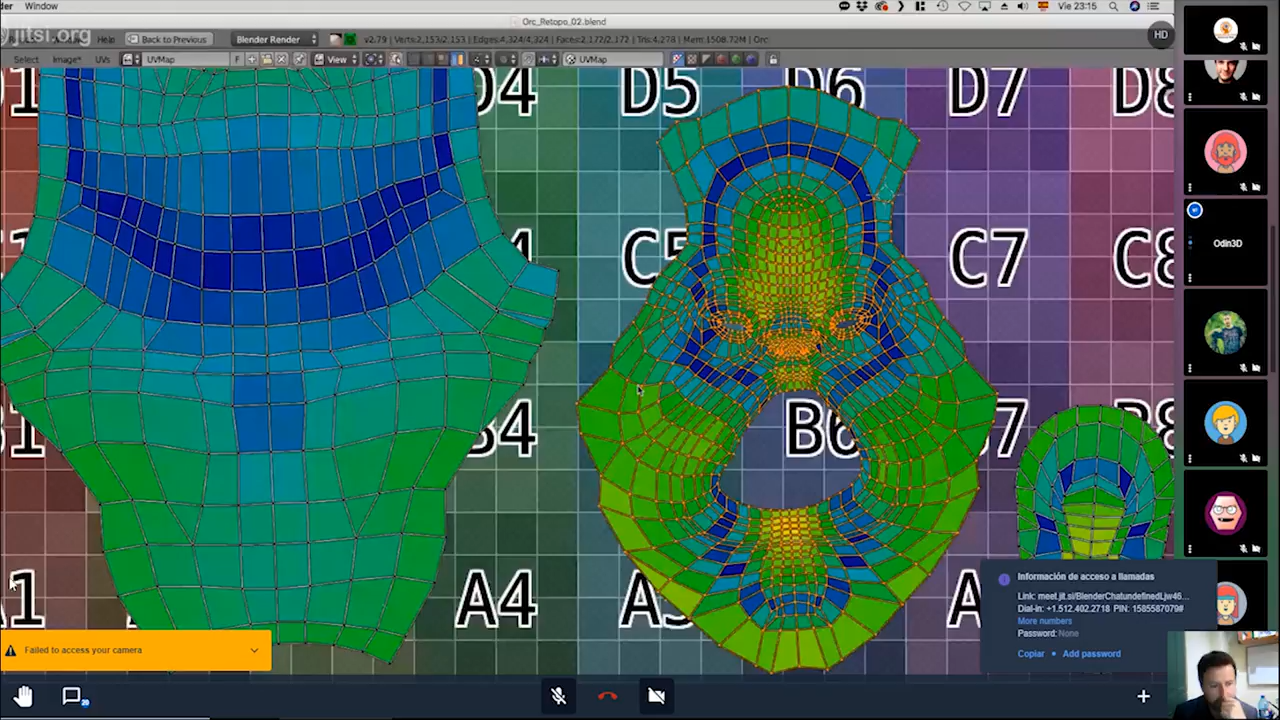 der Window
Vie 23:15
Orc_Retopo_02.blend
jitsi.org
Help
Back to Previous
Blender Render
v2.79 | Verts:2,153/2,153 | Edges:4,324/4,324 | Faces:2,172/2,172 | Tris:4,278 | Mem:1508.72M | Orc
HD
Select
Image*
UVs
UVMap
F
View
UVMap
D4
D5
D6
D7
D8
C5
C7
C8
Odin3D
B4
B6
A4
Información de acceso a llamadas
Link: meet.jit.si/BlenderChatundefinedLjw46...
Dial-in: +1.512.402.2718 PIN: 1585587079#
More numbers
Password: None
Copiar • Add password
Failed to access your camera